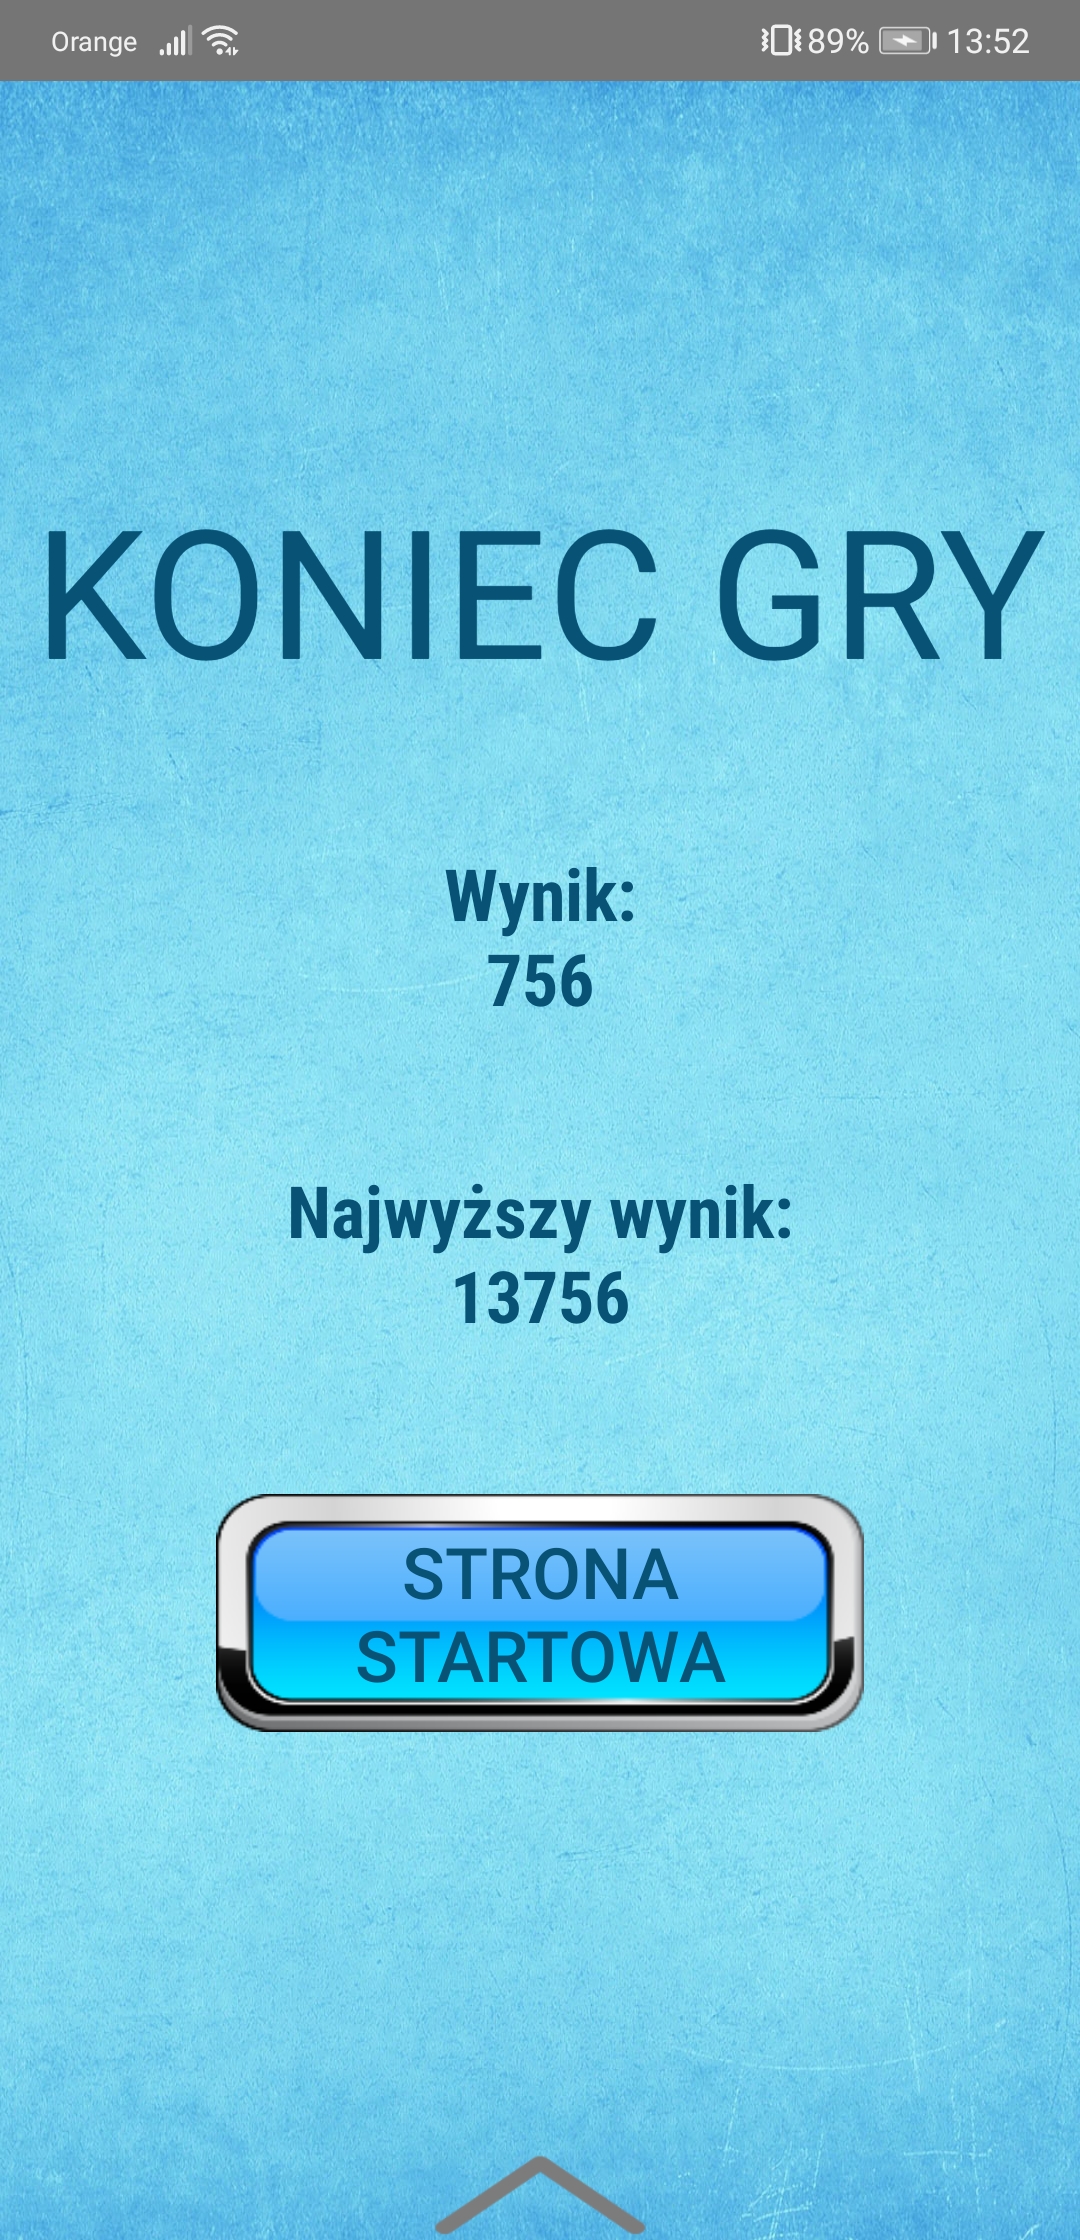 Orange 89% 13:52
KONIEC GRY
Wynik:
756
Najwyższy wynik:
13756
STRONA
STARTOWA